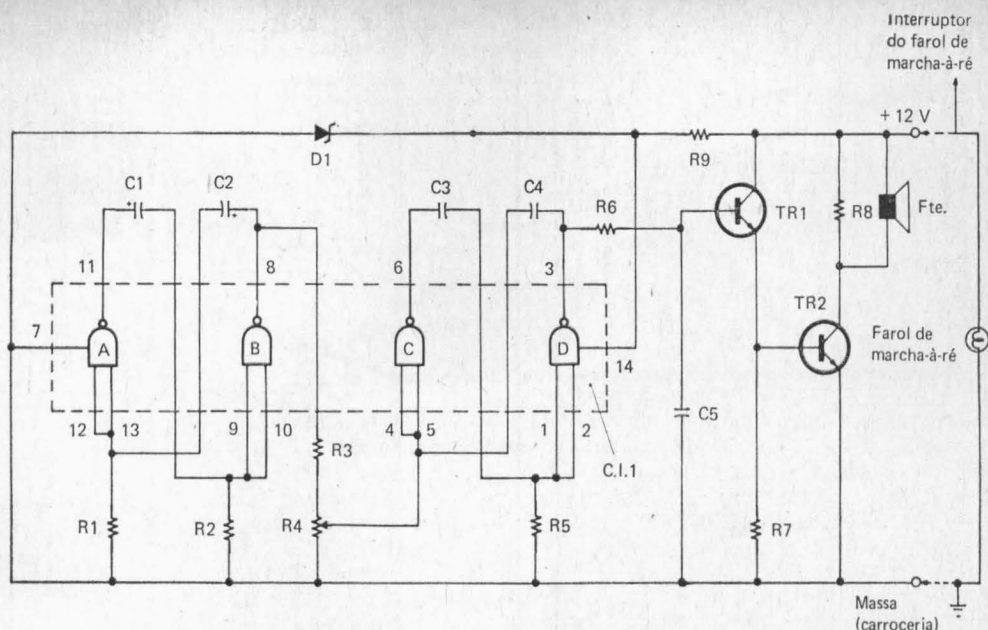 Interruptor
do farol de
marcha-à-ré
+ 12 V
D1
R9
C1
C2
C3
C4
R6
TR1
R8
Fte.
11
8
6
3
TR2
7
A
B
C
D
14
Farol de
marcha-à-ré
C5
12
13
9
10
4
5
1
2
R3
C.I.1
R1
R2
R4
R5
R7
Massa
(carroceria)